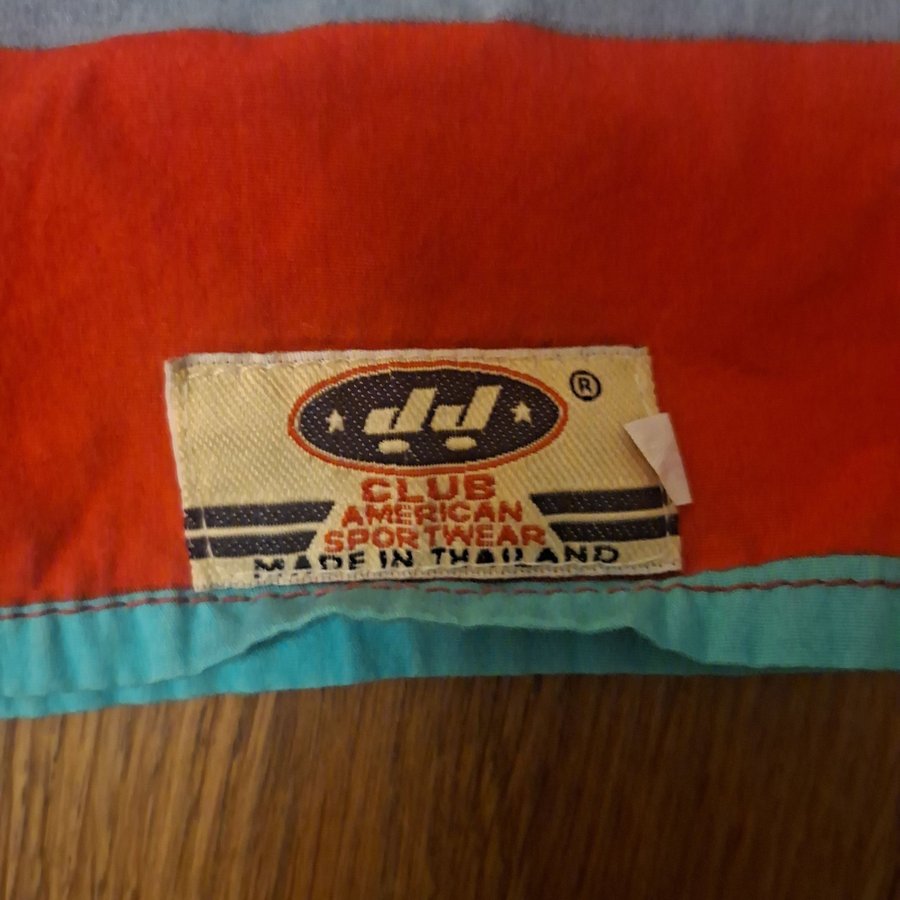 ®
CLUB
AMERICAN
SPORTWEAR
MADE IN THAILAND